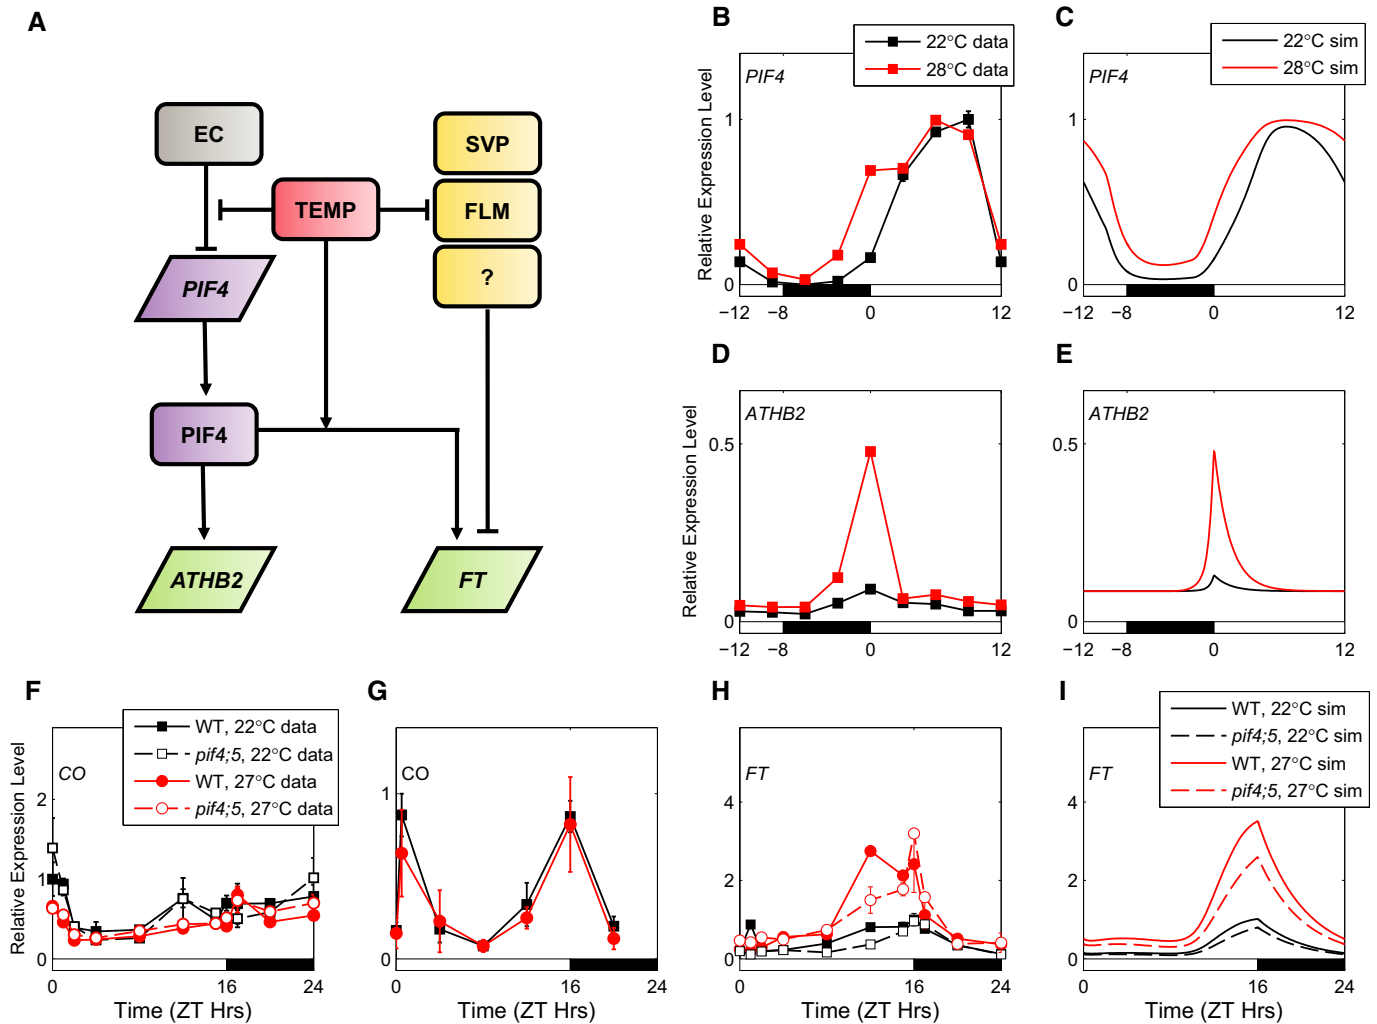 A
EC
TEMP
SVP
FLM
?
PIF4
PIF4
ATHB2
FT
B
22°C data
28°C data
PIF4
Relative Expression Level
1
0
−12
−8
0
12
C
22°C sim
28°C sim
PIF4
1
0
−12
−8
0
12
D
ATHB2
Relative Expression Level
0.5
0
−12
−8
0
12
E
ATHB2
0.5
0
−12
−8
0
12
F
WT, 22°C data
pif4;5, 22°C data
WT, 27°C data
pif4;5, 27°C data
CO
Relative Expression Level
2
1
0
0
8
16
24
Time (ZT Hrs)
G
CO
1
0
0
8
16
24
Time (ZT Hrs)
H
FT
4
2
0
0
8
16
24
Time (ZT Hrs)
I
WT, 22°C sim
pif4;5, 22°C sim
WT, 27°C sim
pif4;5, 27°C sim
FT
4
2
0
0
8
16
24
Time (ZT Hrs)